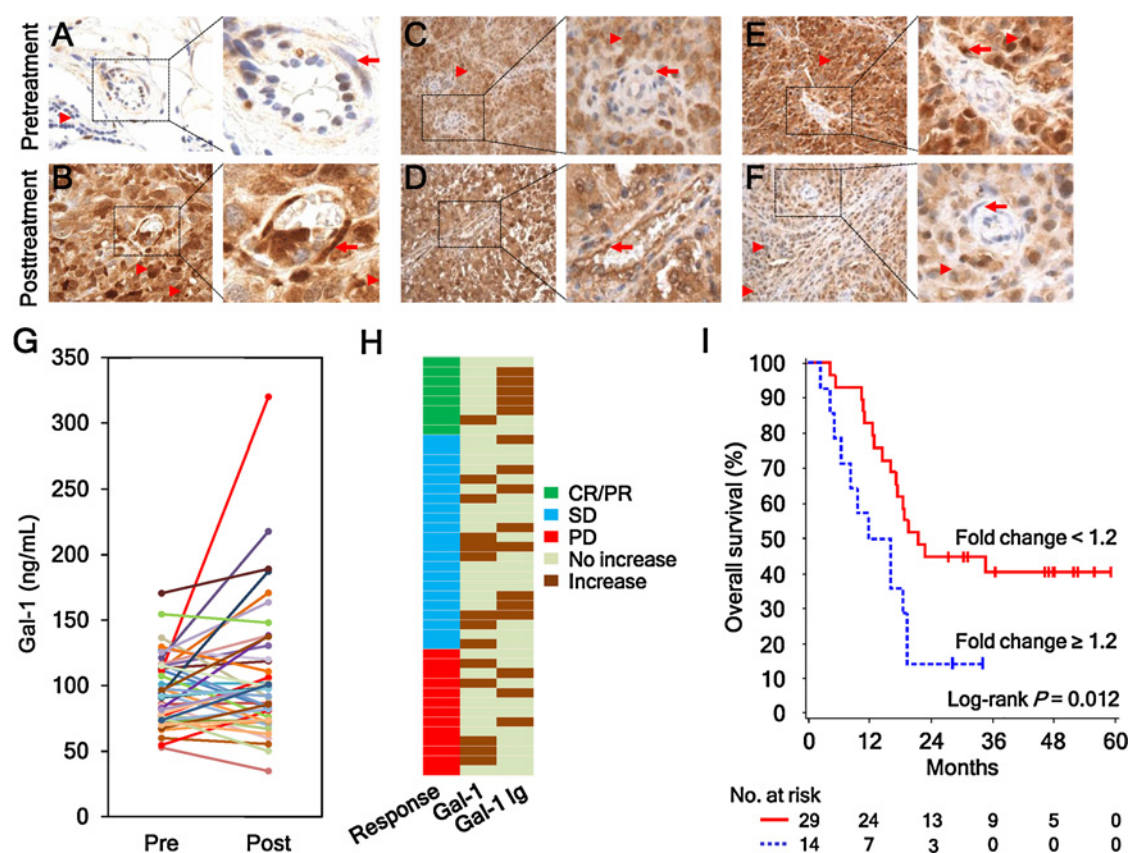 Pretreatment
Posttreatment
A
C
E
B
D
F
G
H
I
350
300
250
200
150
100
50
0
Gal-1 (ng/mL)
Pre
Post
CR/PR
SD
PD
No increase
Increase
Response
Gal-1
Gal-1 Ig
100
90
80
70
60
50
40
30
20
10
0
Overall survival (%)
Fold change < 1.2
Fold change ≥ 1.2
Log-rank P = 0.012
0 12 24 36 48 60
Months
No. at risk
29 24 13 9 5 0
14 7 3 0 0 0